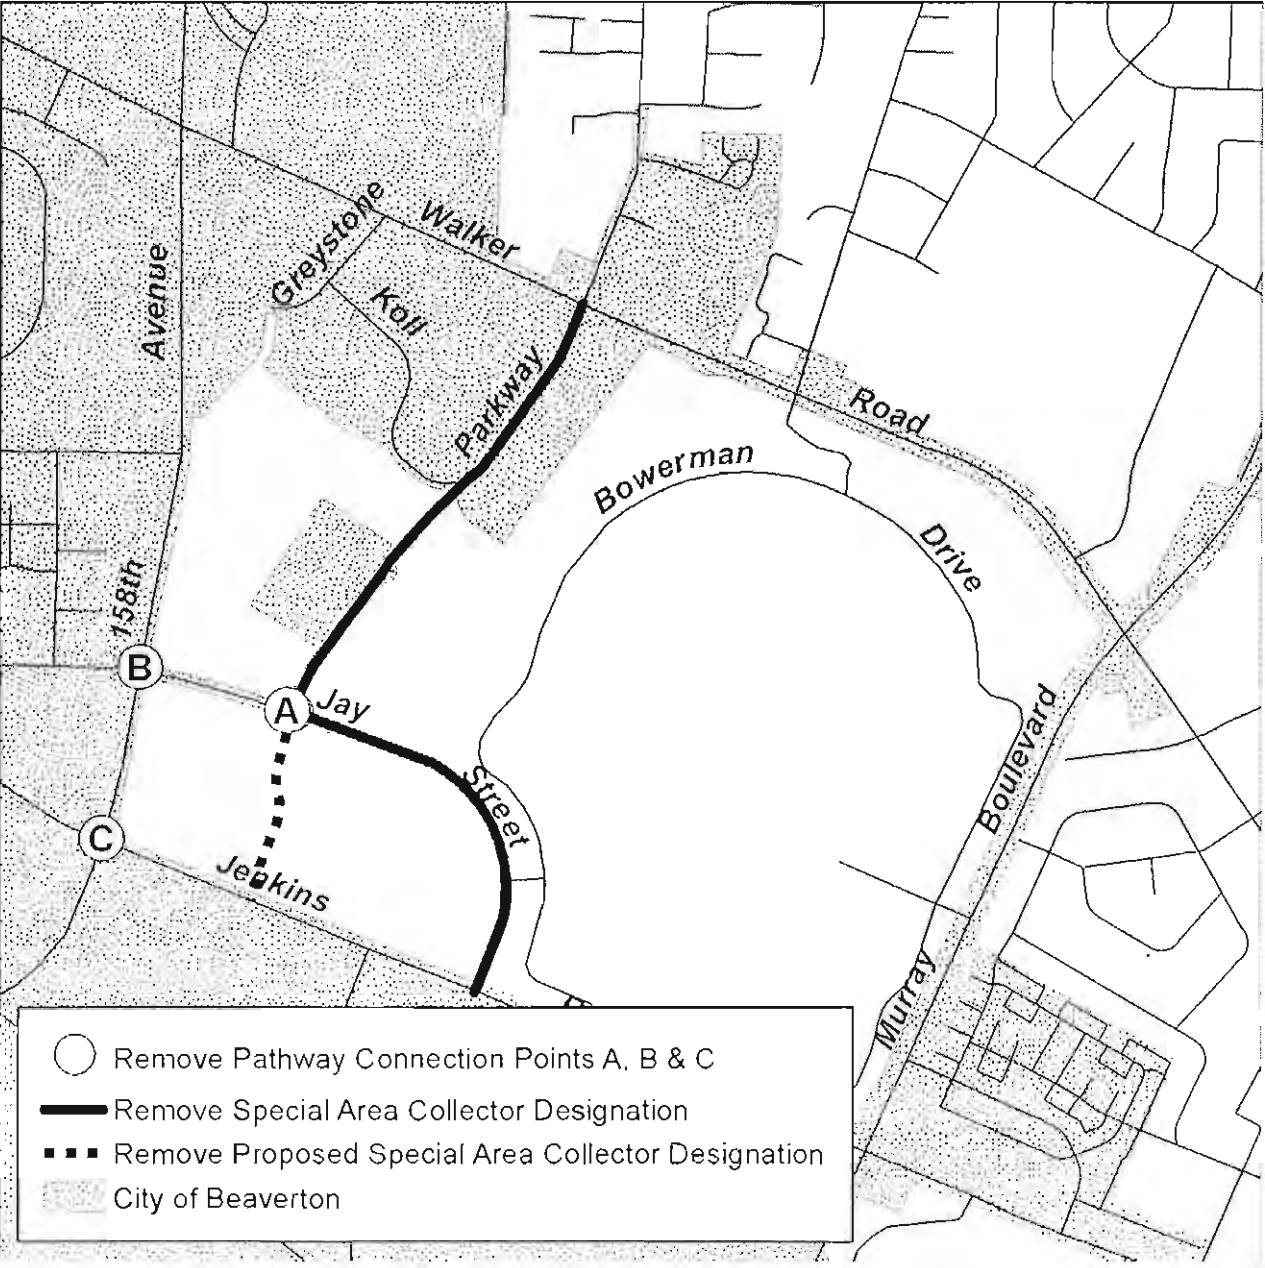 Greystone
Walker
Avenue
Koll
Parkway
Road
Bowerman
Drive
158th
B
A
Jay
Street
Boulevard
C
Jenkins
Murray
Remove Pathway Connection Points A, B & C
Remove Special Area Collector Designation
Remove Proposed Special Area Collector Designation
City of Beaverton